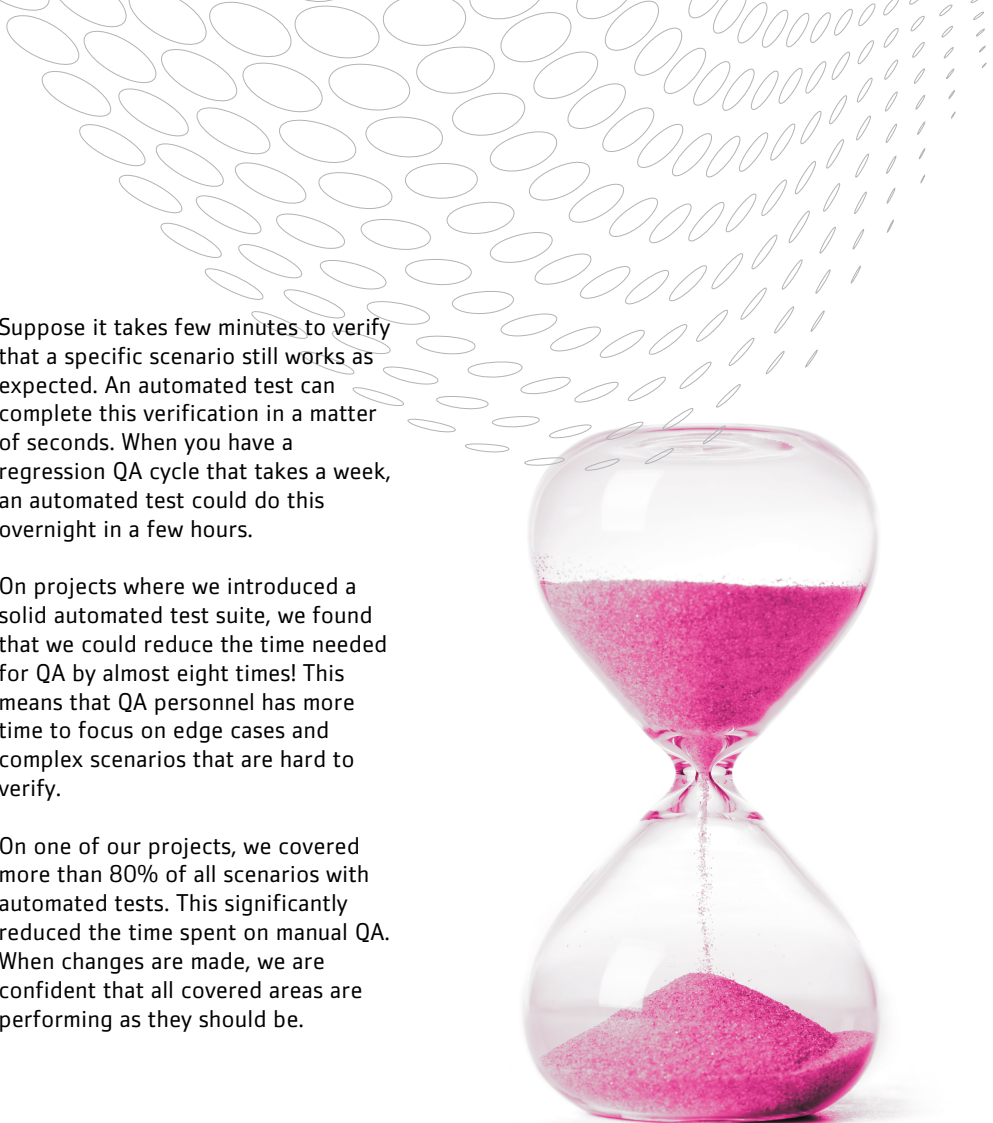 Suppose it takes few minutes to verify
that a specific scenario still works as
expected. An automated test can
complete this verification in a matter
of seconds. When you have a
regression QA cycle that takes a week,
an automated test could do this
overnight in a few hours.
On projects where we introduced a
solid automated test suite, we found
that we could reduce the time needed
for QA by almost eight times! This
means that QA personnel has more
time to focus on edge cases and
complex scenarios that are hard to
verify.
On one of our projects, we covered
more than 80% of all scenarios with
automated tests. This significantly
reduced the time spent on manual QA.
When changes are made, we are
confident that all covered areas are
performing as they should be.